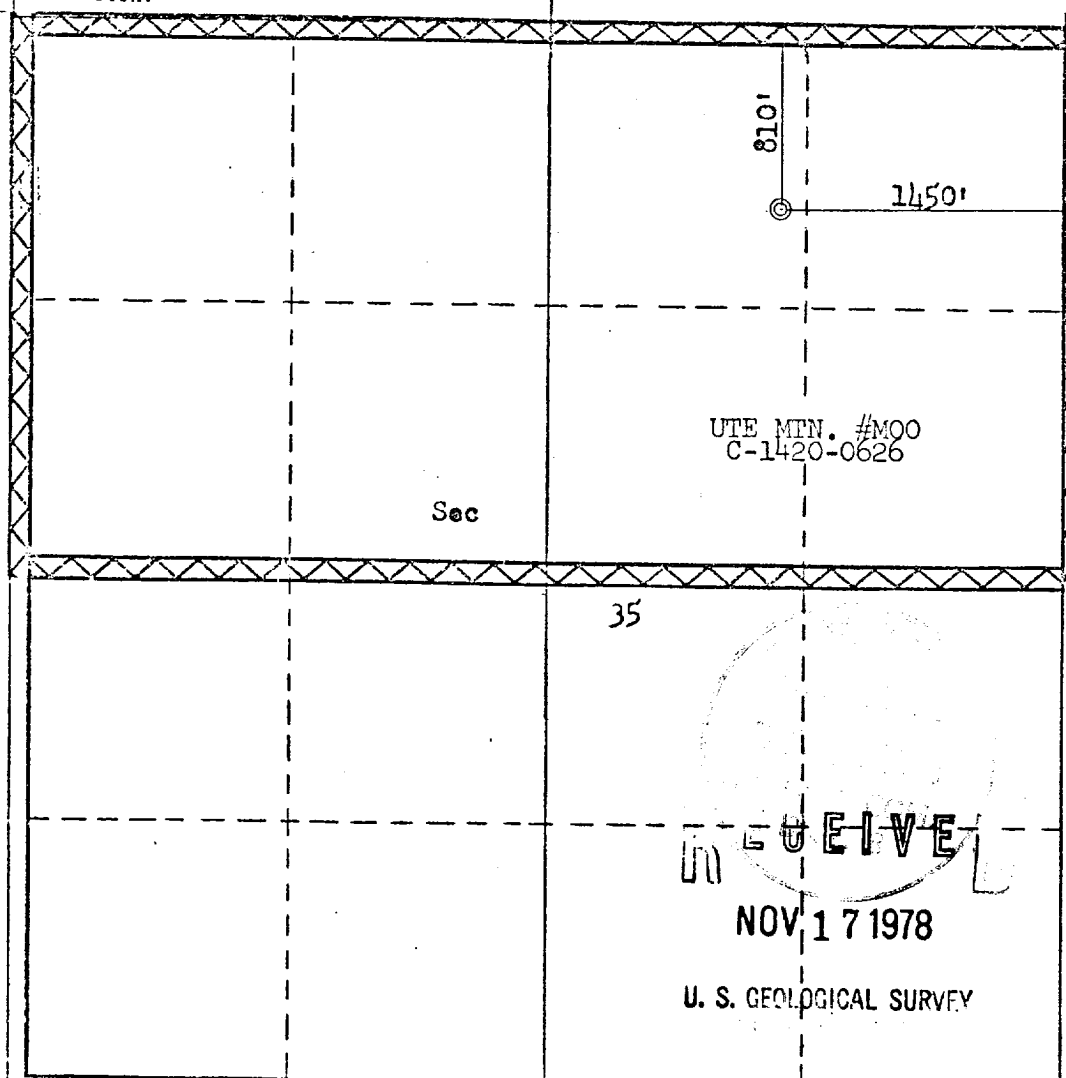 810'
1450'
UTE MTN. #MOO
C-1420-0626
Sec
35
NOV 17 1978
U. S. GEOLOGICAL SURVEY